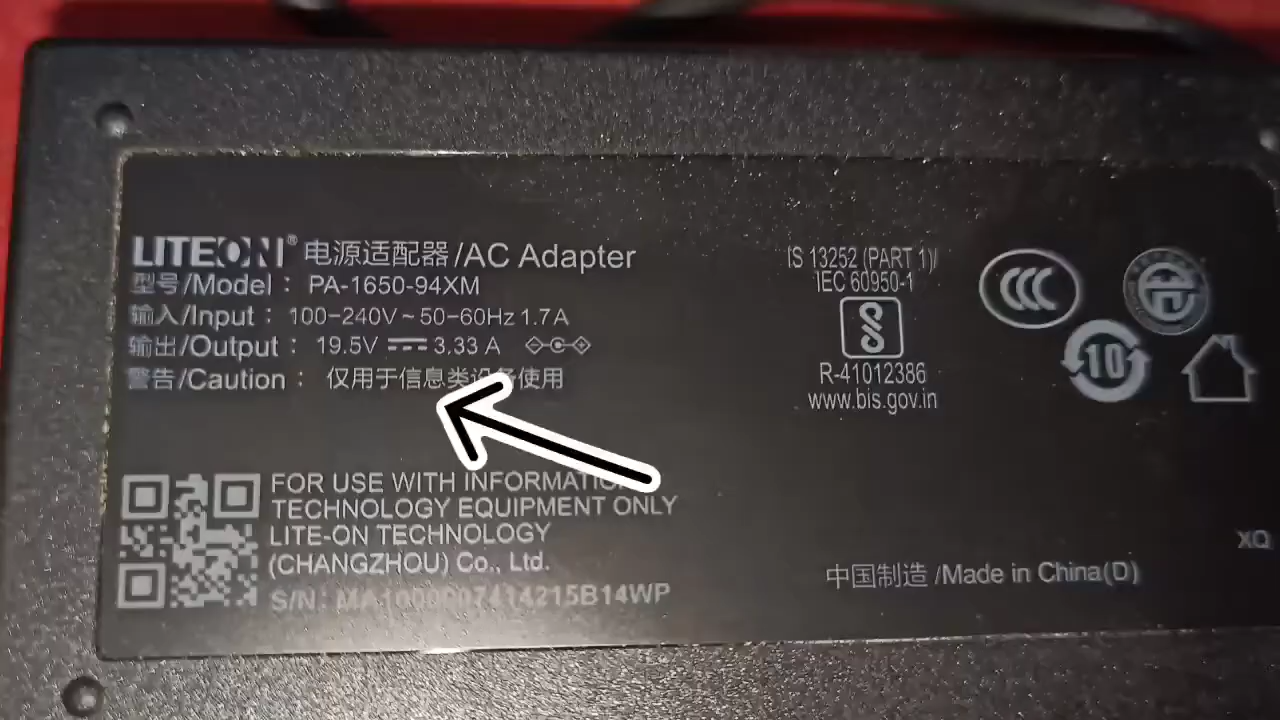 LITEON® 电源适配器/AC Adapter
型号/Model： PA-1650-94XM
输入/Input： 100-240V~50-60Hz 1.7A
输出/Output： 19.5V ⎓ 3.33 A
警告/Caution： 仅用于信息类设备使用
IS 13252 (PART 1)/
IEC 60950-1
R-41012386
www.bis.gov.in
10
FOR USE WITH INFORMATION
TECHNOLOGY EQUIPMENT ONLY
LITE-ON TECHNOLOGY
(CHANGZHOU) Co., Ltd.
S/N:
XQ
中国制造 /Made in China(D)